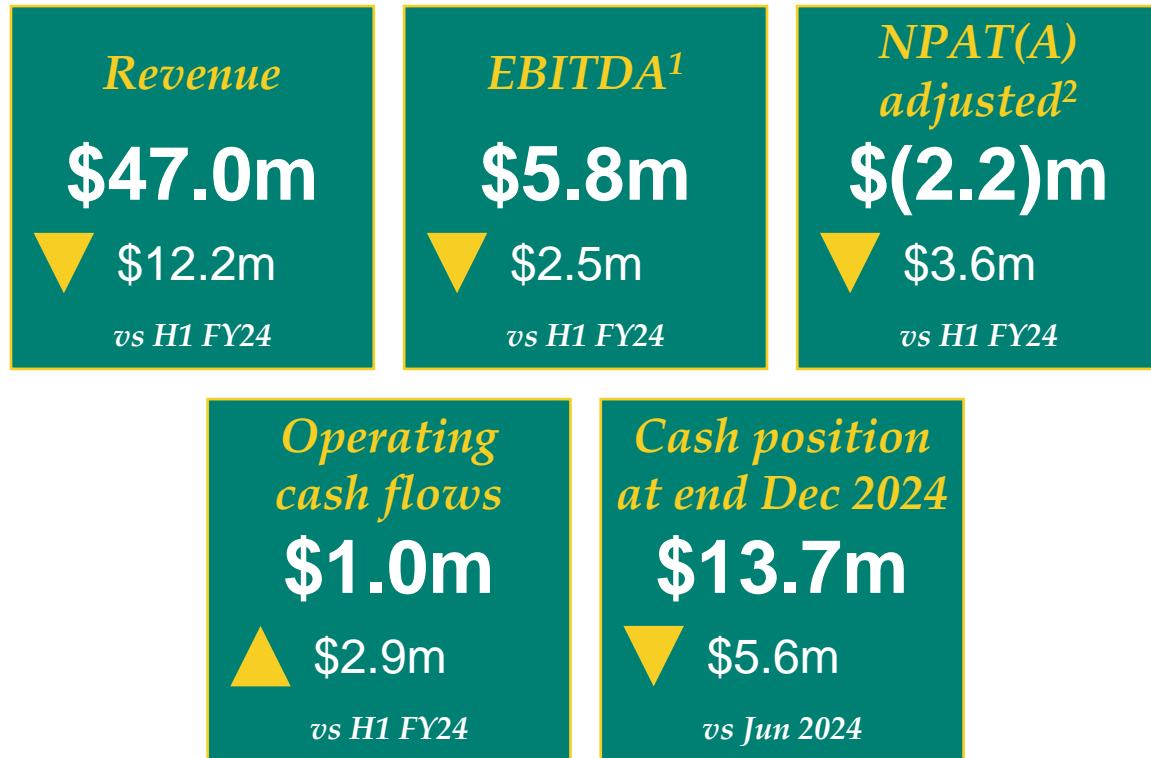 Revenue
$47.0m
$12.2m
vs H1 FY24
EBITDA¹
$5.8m
$2.5m
vs H1 FY24
NPAT(A)
adjusted²
$(2.2)m
$3.6m
vs H1 FY24
Operating
cash flows
$1.0m
$2.9m
vs H1 FY24
Cash position
at end Dec 2024
$13.7m
$5.6m
vs Jun 2024